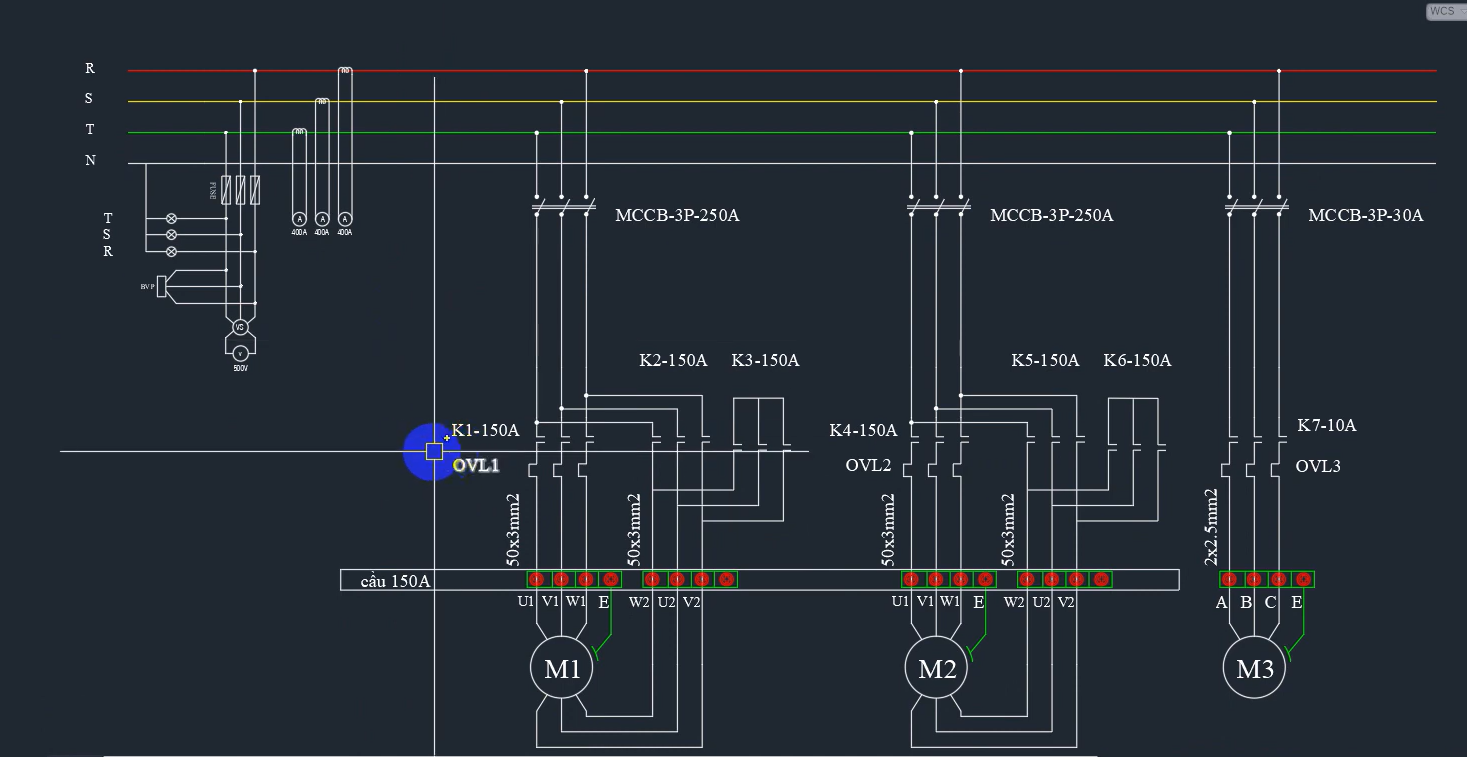 WCS
R
S
T
N
FUSE
T
S
R
A A A
400A 400A 400A
BVP
VS
V
500V
MCCB-3P-250A MCCB-3P-250A MCCB-3P-30A
K2-150A K3-150A K5-150A K6-150A
K1-150A K4-150A K7-10A
OVL1 OVL2 OVL3
50x3mm2 50x3mm2 50x3mm2 50x3mm2 2x2.5mm2
cầu 150A
U1 V1 W1 E W2 U2 V2 U1 V1 W1 E W2 U2 V2 A B C E
M1 M2 M3